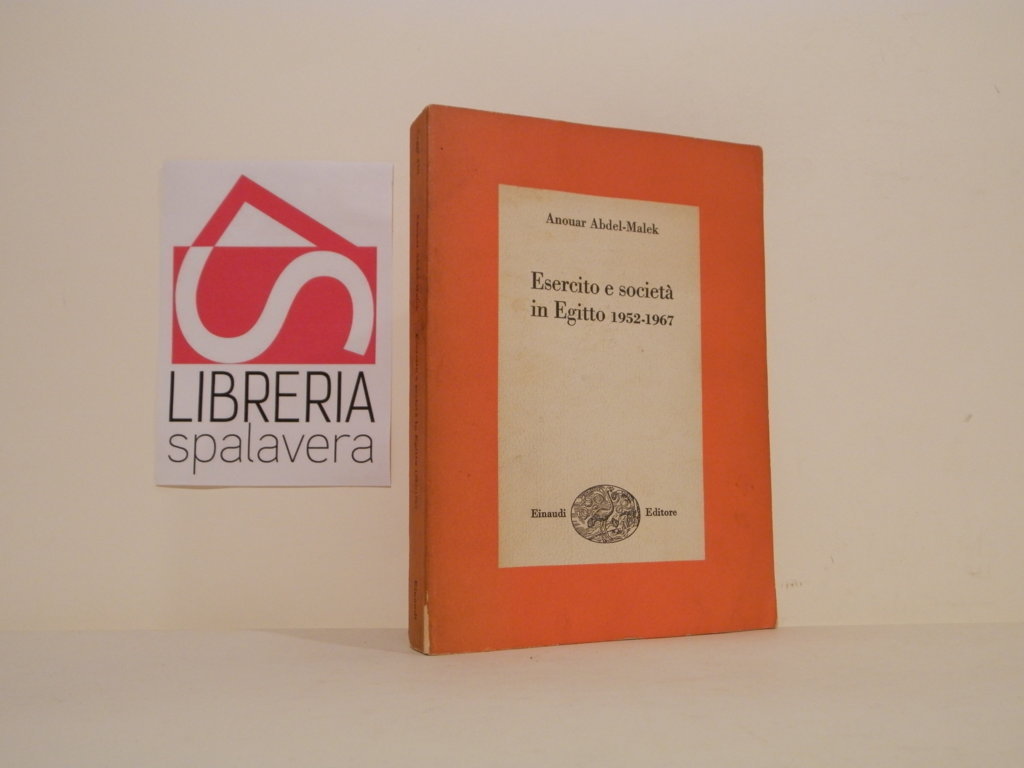 LIBRERIA
spalavera
Anouar Abdel-Malek
Esercito e società
in Egitto 1952-1967
Einaudi Editore